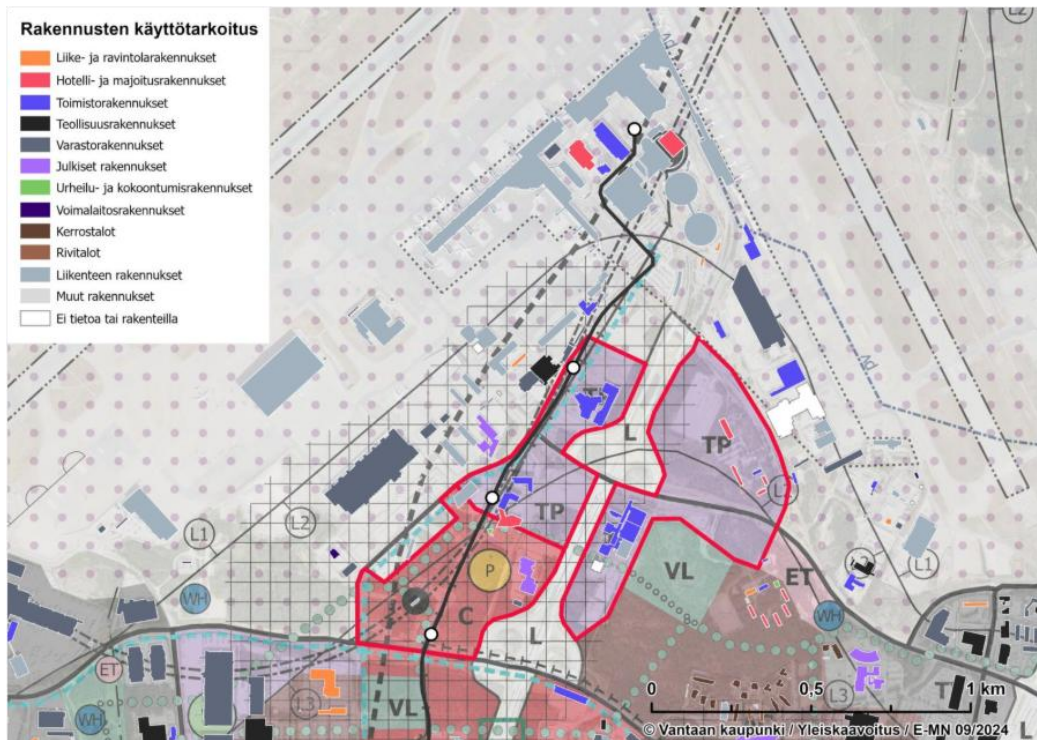 Rakennusten käyttötarkoitus
Liike- ja ravintolarakennukset
Hotelli- ja majoitusrakennukset
Toimistorakennukset
Teollisuusrakennukset
Varastorakennukset
Julkiset rakennukset
Urheilu- ja kokoontumisrakennukset
Voimalaitosrakennukset
Kerrostalot
Rivitalot
Liikenteen rakennukset
Muut rakennukset
Ei tietoa tai rakenteilla
L2
pv
pv
L
TP
TP
L1
L2
L1
P
VL
ET
C
L
WH
WH
ET
WH
L3
VL
L3
T
L
0 0,5 1 km
© Vantaan kaupunki / Yleiskaavoitus / E-MN 09/2024